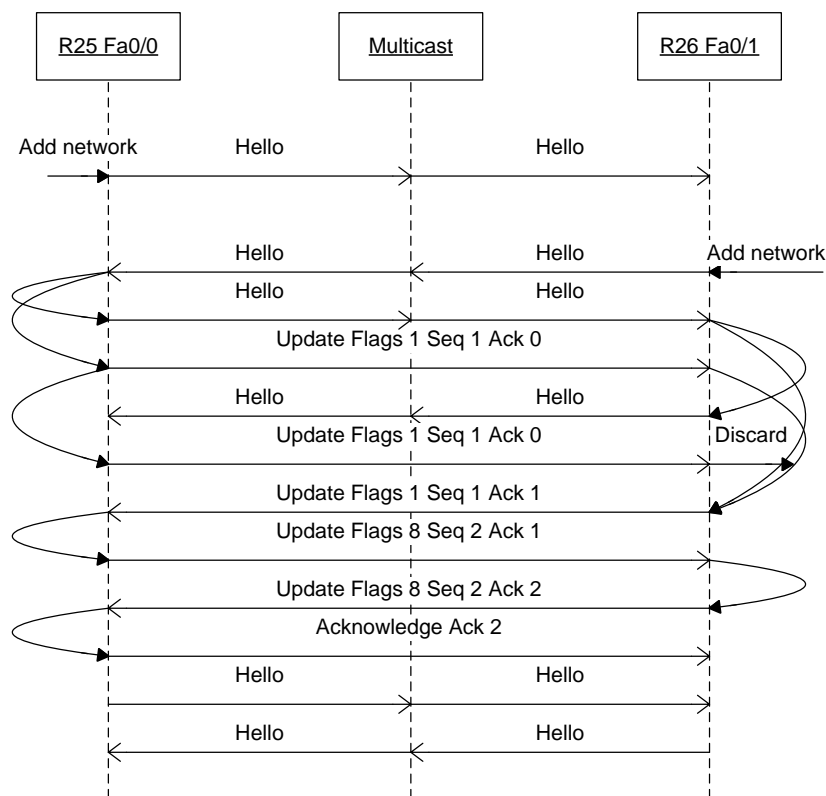 R25 Fa0/0 Multicast R26 Fa0/1
Add network Hello Hello
Hello Hello Add network
Hello Hello
Update Flags 1 Seq 1 Ack 0
Hello Hello
Update Flags 1 Seq 1 Ack 0 Discard
Update Flags 1 Seq 1 Ack 1
Update Flags 8 Seq 2 Ack 1
Update Flags 8 Seq 2 Ack 2
Acknowledge Ack 2
Hello Hello
Hello Hello